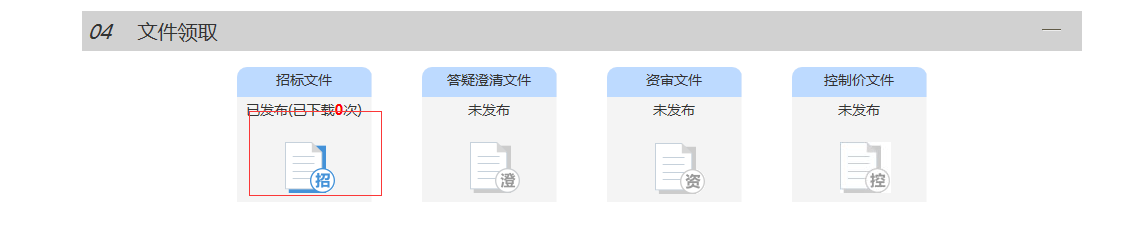 04 文件领取
招标文件 答疑澄清文件 资审文件 控制价文件
已发布(已下载0次) 未发布 未发布 未发布
招 澄 资 控